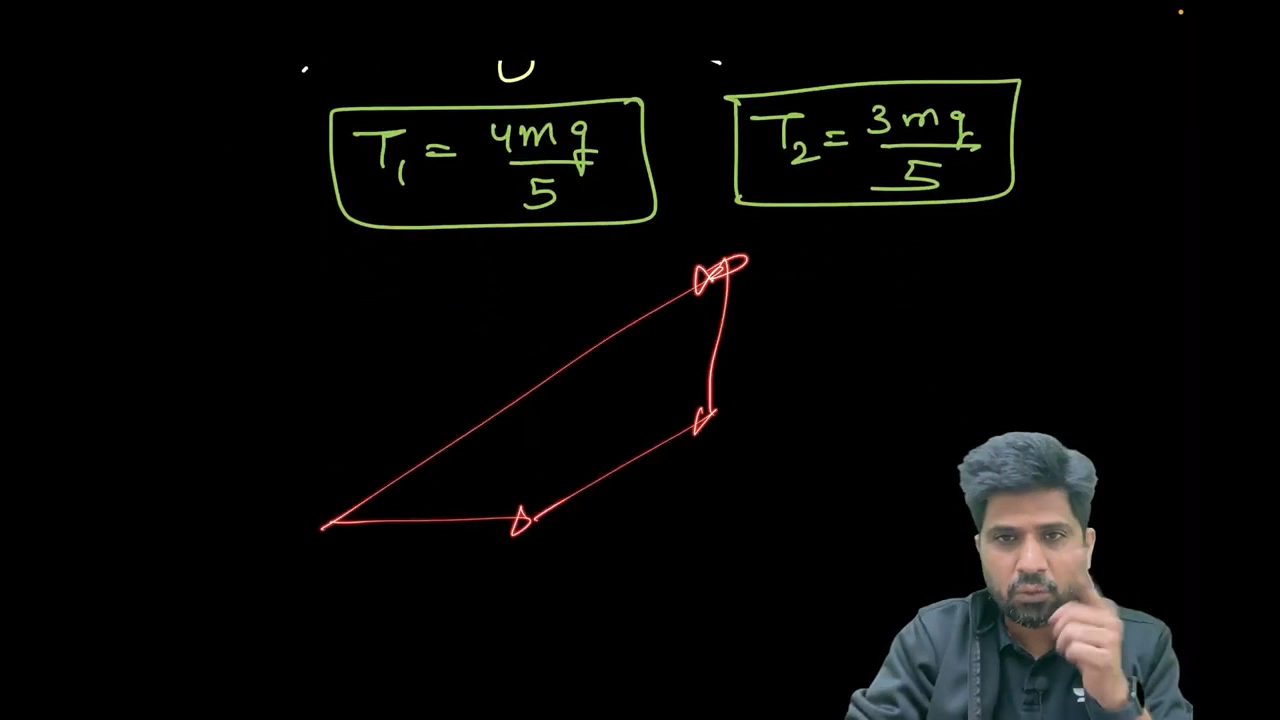 T₁ = 4mg/5
T₂ = 3mg/5